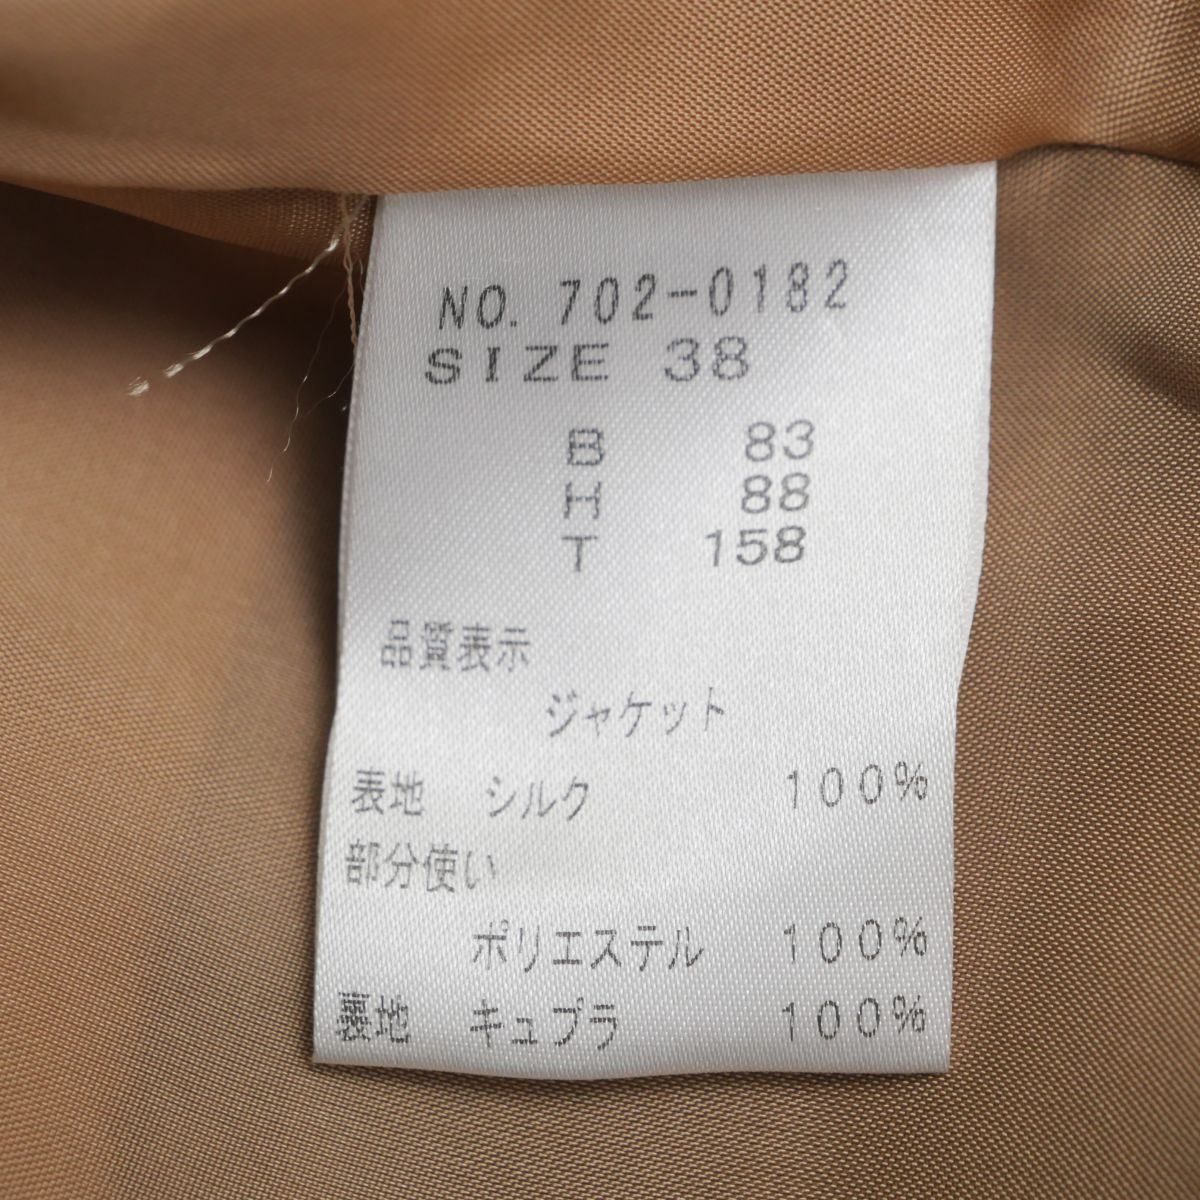 NO. 702-0182
SIZE 38
B 83
H 88
T 158
品質表示
ジャケット
表地 シルク 100%
部分使い
ポリエステル 100%
裏地 キュプラ 100%